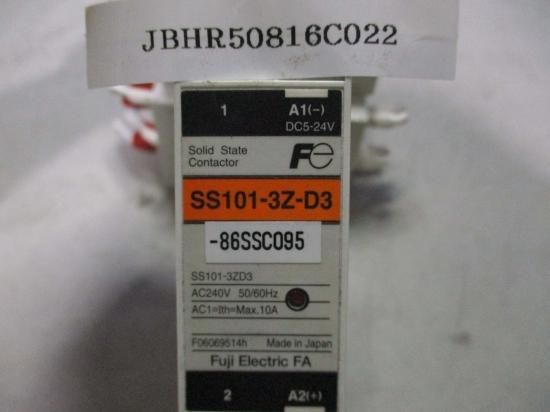 JBHR50816C022
1 A1(-)
DC5-24V
Solid State
Contactor
Fe
SS101-3Z-D3
-86SSC095
SS101-3ZD3
AC240V 50/60Hz
AC1=Ith=Max.10A
F06069514h Made in Japan
Fuji Electric FA
2 A2(+)